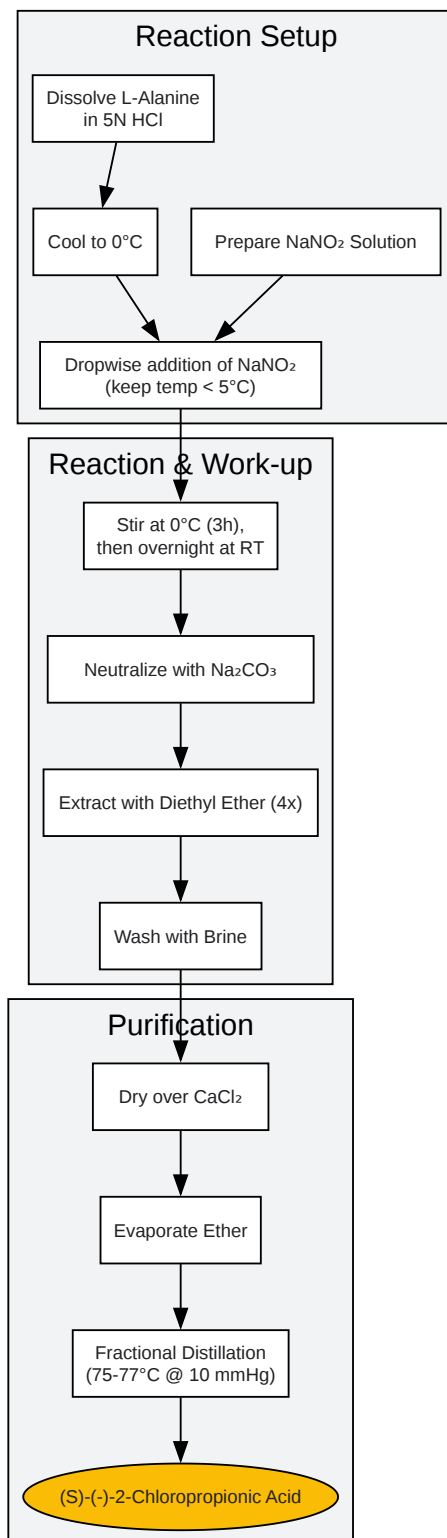 Reaction Setup
Dissolve L-Alanine
in 5N HCl
Cool to 0°C
Prepare NaNO₂ Solution
Dropwise addition of NaNO₂
(keep temp < 5°C)
Reaction & Work-up
Stir at 0°C (3h),
then overnight at RT
Neutralize with Na₂CO₃
Extract with Diethyl Ether (4x)
Wash with Brine
Purification
Dry over CaCl₂
Evaporate Ether
Fractional Distillation
(75-77°C @ 10 mmHg)
(S)-(-)-2-Chloropropionic Acid